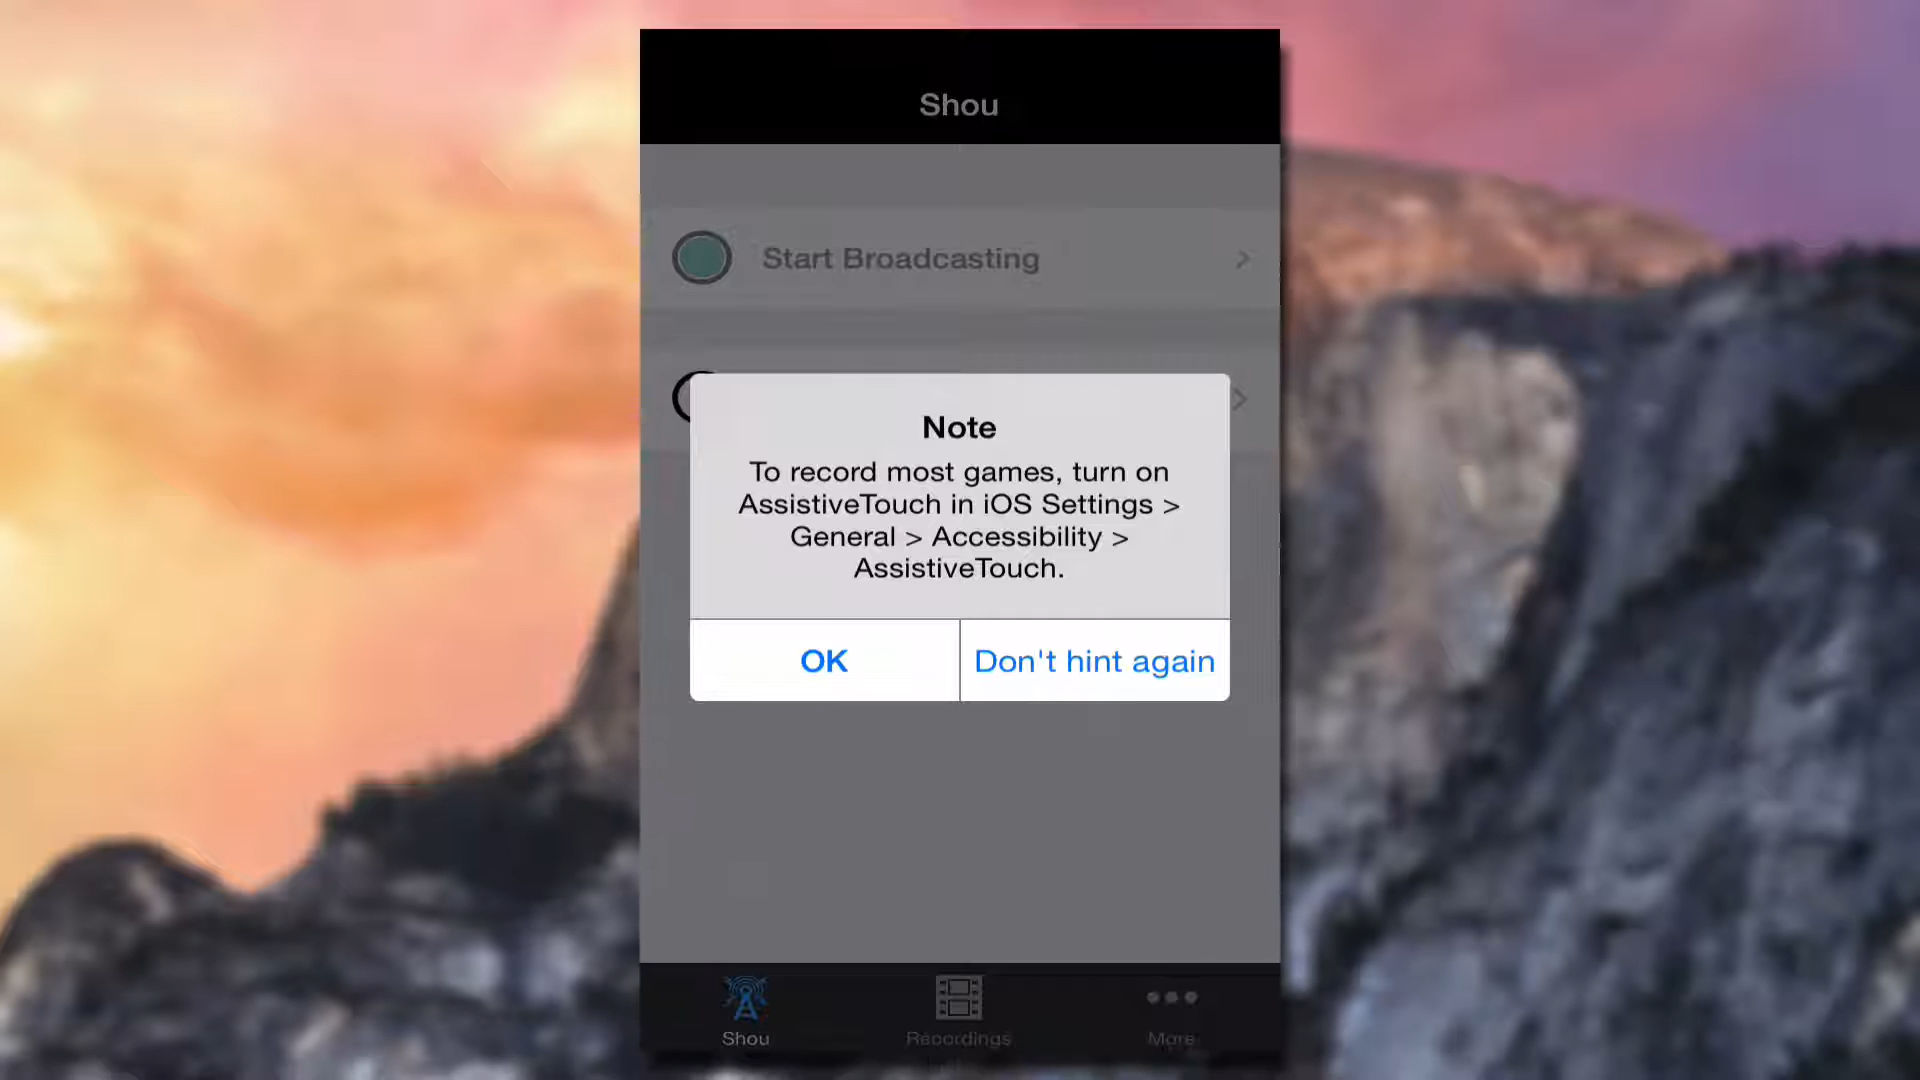 Shou
Start Broadcasting
Note
To record most games, turn on
AssistiveTouch in iOS Settings >
General > Accessibility >
AssistiveTouch.
OK
Don't hint again
Shou
Recordings
More